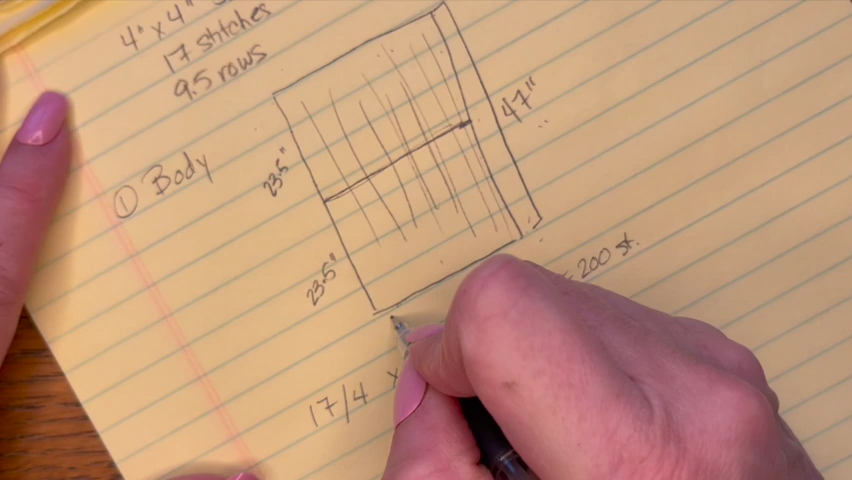 4" x 4"
17 stitches
9.5 rows
① Body
23.5"
23.5"
47"
= 200 st.
17/4 x